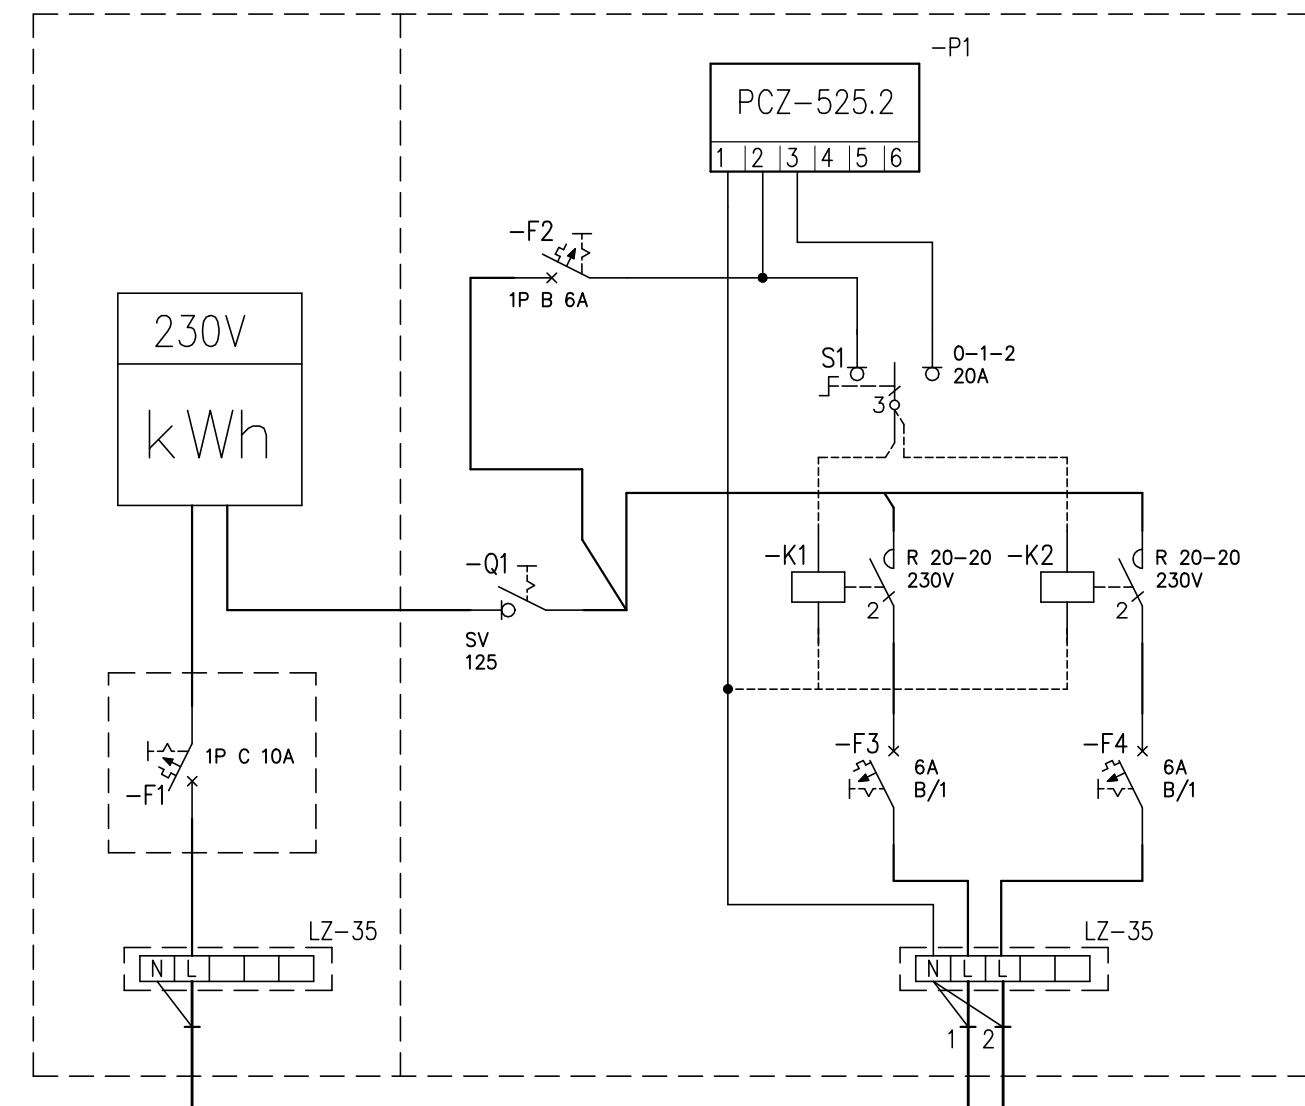 -P1
PCZ-525.2
1 2 3 4 5 6
-F2
1P B 6A
230V
kWh
S1
0-1-2
20A
3
-Q1
SV
125
-K1
R 20-20
230V
2
-K2
R 20-20
230V
2
1P C 10A
-F1
-F3
6A
B/1
-F4
6A
B/1
LZ-35
N L
LZ-35
N L L
1 2